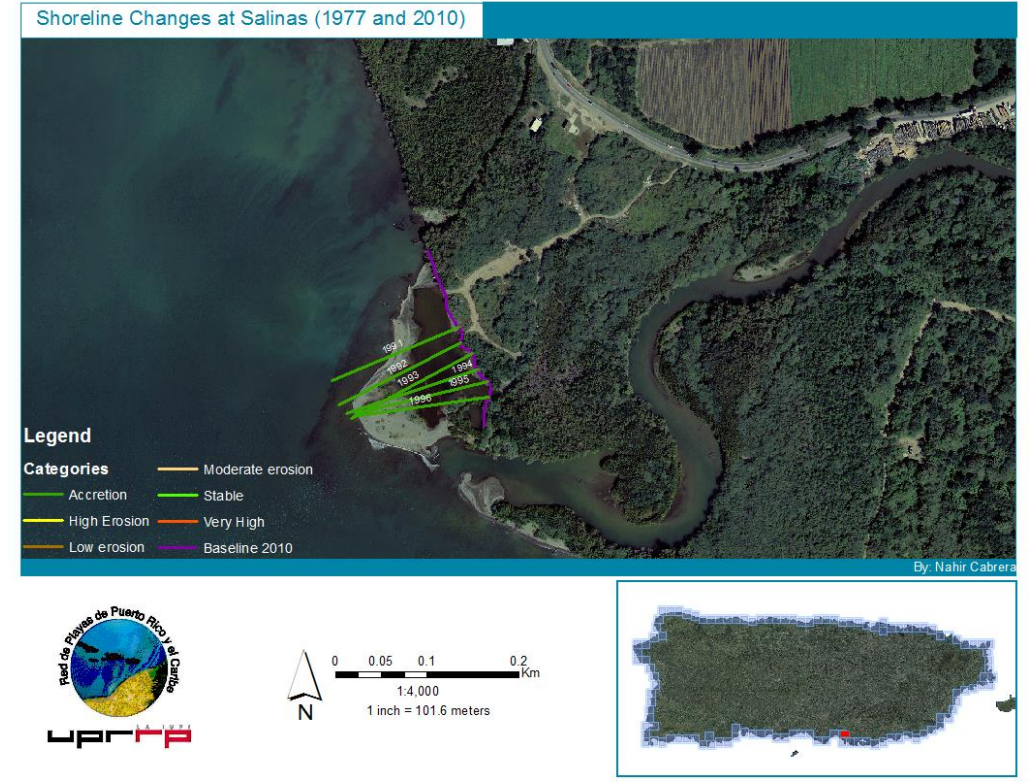 Shoreline Changes at Salinas (1977 and 2010)
1991
1992
1993
1994
1995
1996
Legend
Categories
Accretion
High Erosion
Low erosion
Moderate erosion
Stable
Very High
Baseline 2010
By: Nahir Cabrera
Red de Playas de Puerto Rico y el Caribe
uprrp
N
0 0.05 0.1 0.2
Km
1:4,000
1 inch = 101.6 meters